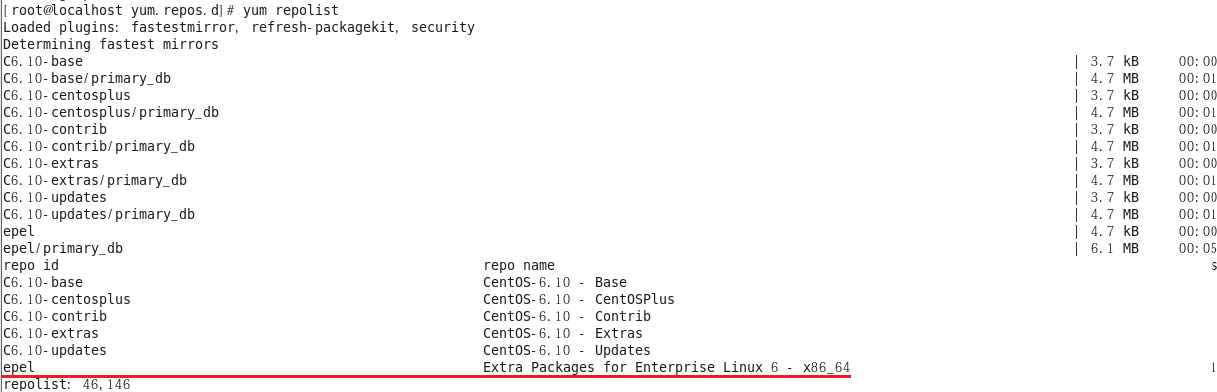 [root@localhost yum.repos.d]# yum repolist
Loaded plugins: fastestmirror, refresh-packagekit, security
Determining fastest mirrors
C6.10-base | 3.7 kB 00:00
C6.10-base/primary_db | 4.7 MB 00:01
C6.10-centosplus | 3.7 kB 00:00
C6.10-centosplus/primary_db | 4.7 MB 00:01
C6.10-contrib | 3.7 kB 00:00
C6.10-contrib/primary_db | 4.7 MB 00:01
C6.10-extras | 3.7 kB 00:00
C6.10-extras/primary_db | 4.7 MB 00:01
C6.10-updates | 3.7 kB 00:00
C6.10-updates/primary_db | 4.7 MB 00:01
epel | 4.7 kB 00:00
epel/primary_db | 6.1 MB 00:05
repo id repo name s
C6.10-base CentOS-6.10 - Base
C6.10-centosplus CentOS-6.10 - CentOSPlus
C6.10-contrib CentOS-6.10 - Contrib
C6.10-extras CentOS-6.10 - Extras
C6.10-updates CentOS-6.10 - Updates
epel Extra Packages for Enterprise Linux 6 - x86_64 1
repolist: 46,146